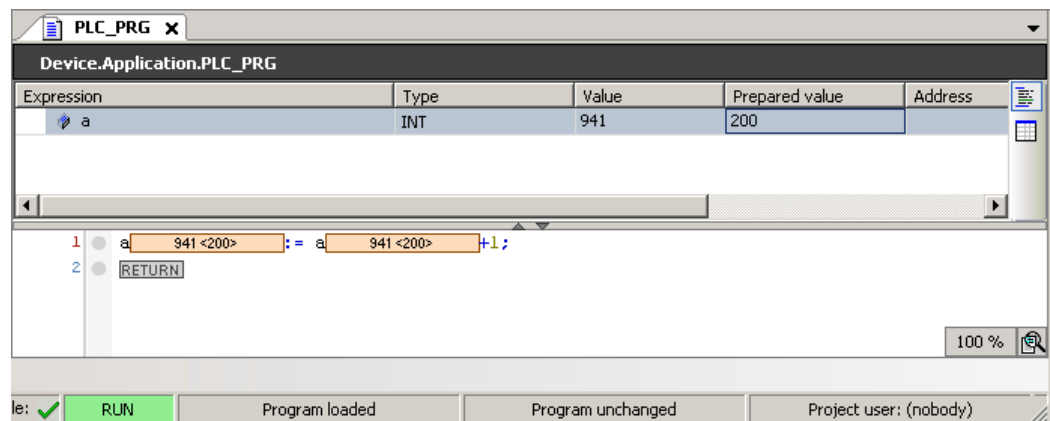 PLC_PRG X
Device.Application.PLC_PRG
Expression Type Value Prepared value Address
a INT 941 200
1 a 941 <200> := a 941 <200> +1;
2 RETURN
100 %
le: RUN Program loaded Program unchanged Project user: (nobody)